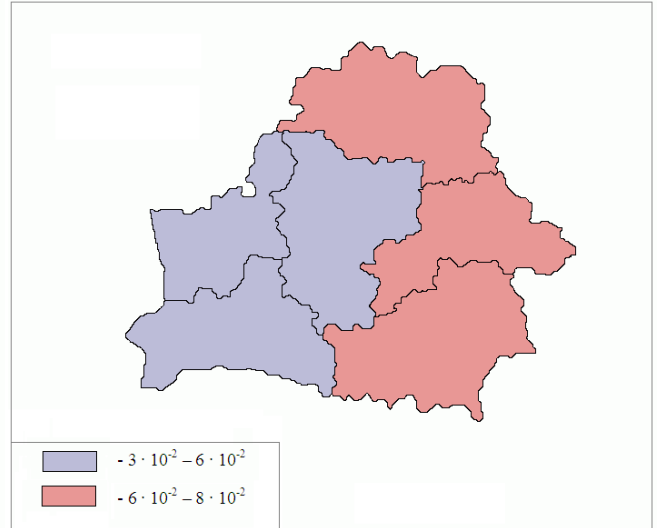 - 3 · 10⁻² – 6 · 10⁻²
- 6 · 10⁻² – 8 · 10⁻²